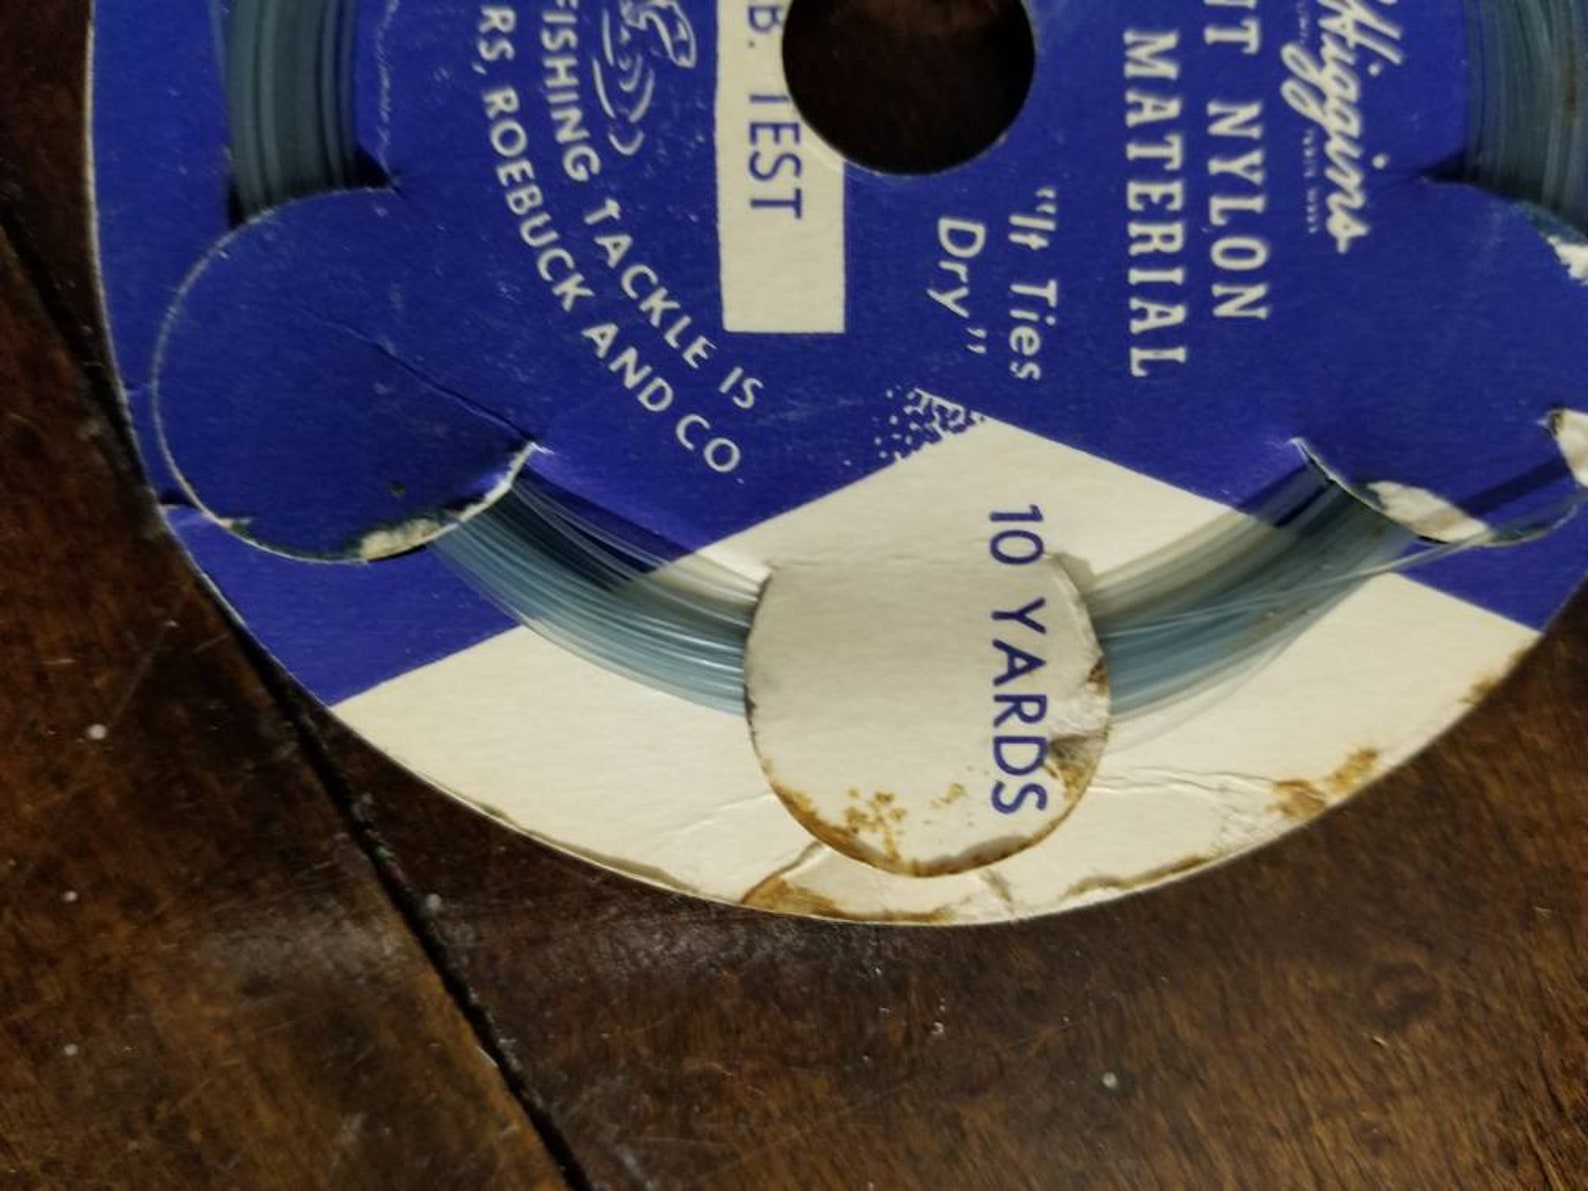 Higgins
NT NYLON
MATERIAL
"It Ties
Dry"
10 YARDS
B. TEST
FISHING TACKLE IS
RS, ROEBUCK AND CO